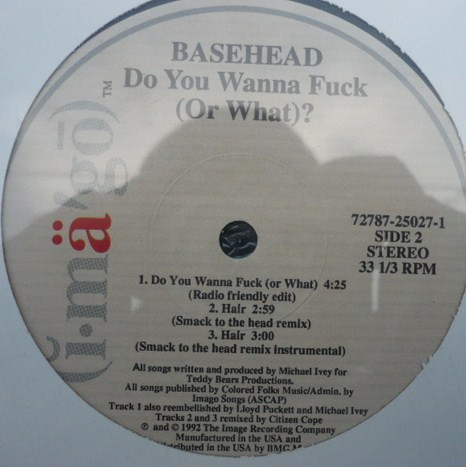 BASEHEAD
Do You Wanna Fuck
(Or What)?
(ĭ·mä'gō)™
72787-25027-1
SIDE 2
STEREO
33 1/3 RPM
1. Do You Wanna Fuck (or What) 4:25
(Radio friendly edit)
2. Hair 2:59
(Smack to the head remix)
3. Hair 3:00
(Smack to the head remix instrumental)
All songs written and produced by Michael Ivey for
Teddy Bears Productions.
All songs published by Colored Folks Music/Admin. by
Imago Songs (ASCAP)
Track 1 also reembellished by Lloyd Puckett and Michael Ivey
Tracks 2 and 3 remixed by Citizen Cope
℗ and © 1992 The Imago Recording Company
Manufactured in the USA and
distributed in the USA by BMG